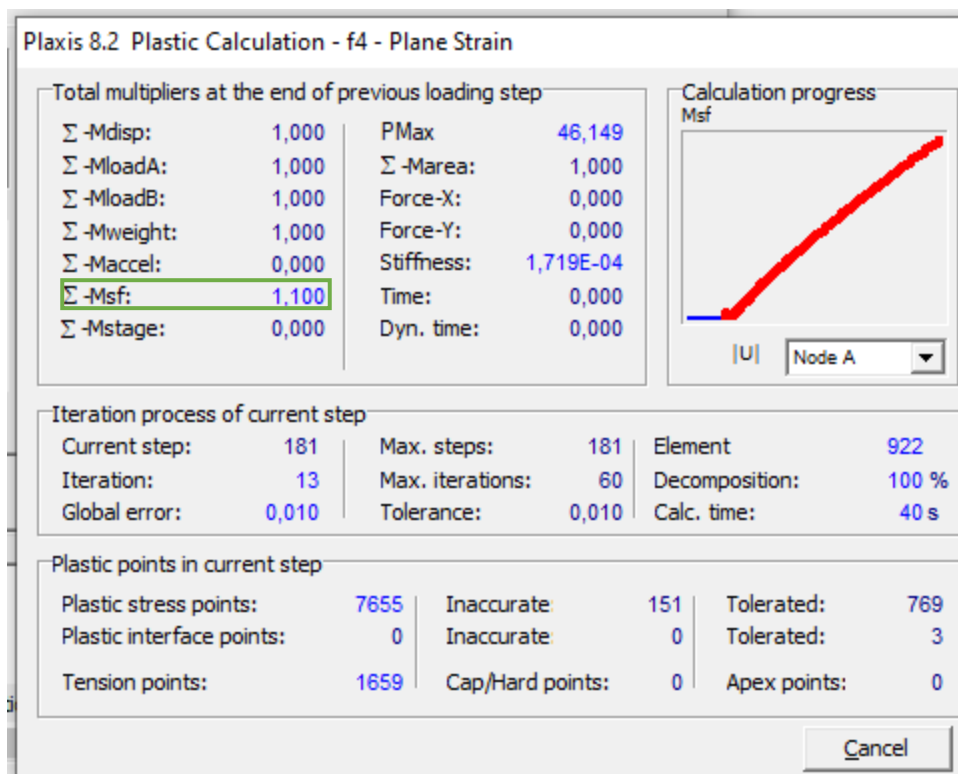 Plaxis 8.2 Plastic Calculation - f4 - Plane Strain
Total multipliers at the end of previous loading step
Σ -Mdisp: 1,000 PMax 46,149
Σ -MloadA: 1,000 Σ -Marea: 1,000
Σ -MloadB: 1,000 Force-X: 0,000
Σ -Mweight: 1,000 Force-Y: 0,000
Σ -Maccel: 0,000 Stiffness: 1,719E-04
Σ -Msf: 1,100 Time: 0,000
Σ -Mstage: 0,000 Dyn. time: 0,000
Calculation progress
Msf
|U| Node A
Iteration process of current step
Current step: 181 Max. steps: 181 Element 922
Iteration: 13 Max. iterations: 60 Decomposition: 100 %
Global error: 0,010 Tolerance: 0,010 Calc. time: 40 s
Plastic points in current step
Plastic stress points: 7655 Inaccurate: 151 Tolerated: 769
Plastic interface points: 0 Inaccurate: 0 Tolerated: 3
Tension points: 1659 Cap/Hard points: 0 Apex points: 0
Cancel